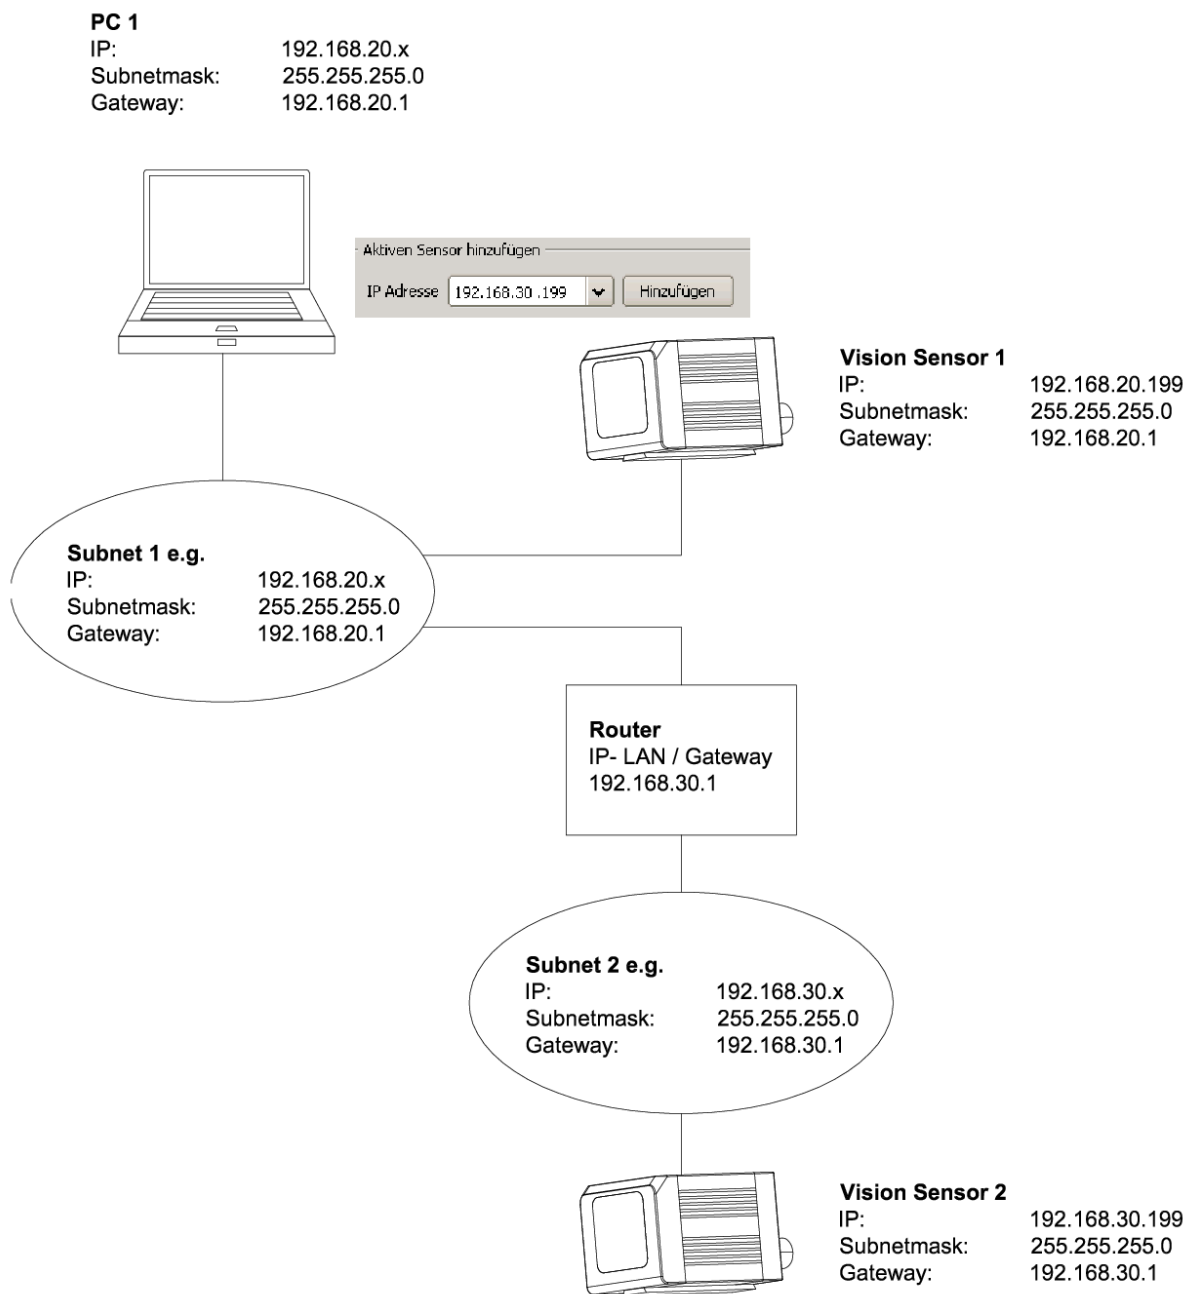 PC 1
IP: 192.168.20.x
Subnetmask: 255.255.255.0
Gateway: 192.168.20.1
Aktiven Sensor hinzufügen
IP Adresse 192.168.30 .199 Hinzufügen
Vision Sensor 1
IP: 192.168.20.199
Subnetmask: 255.255.255.0
Gateway: 192.168.20.1
Subnet 1 e.g.
IP: 192.168.20.x
Subnetmask: 255.255.255.0
Gateway: 192.168.20.1
Router
IP- LAN / Gateway
192.168.30.1
Subnet 2 e.g.
IP: 192.168.30.x
Subnetmask: 255.255.255.0
Gateway: 192.168.30.1
Vision Sensor 2
IP: 192.168.30.199
Subnetmask: 255.255.255.0
Gateway: 192.168.30.1